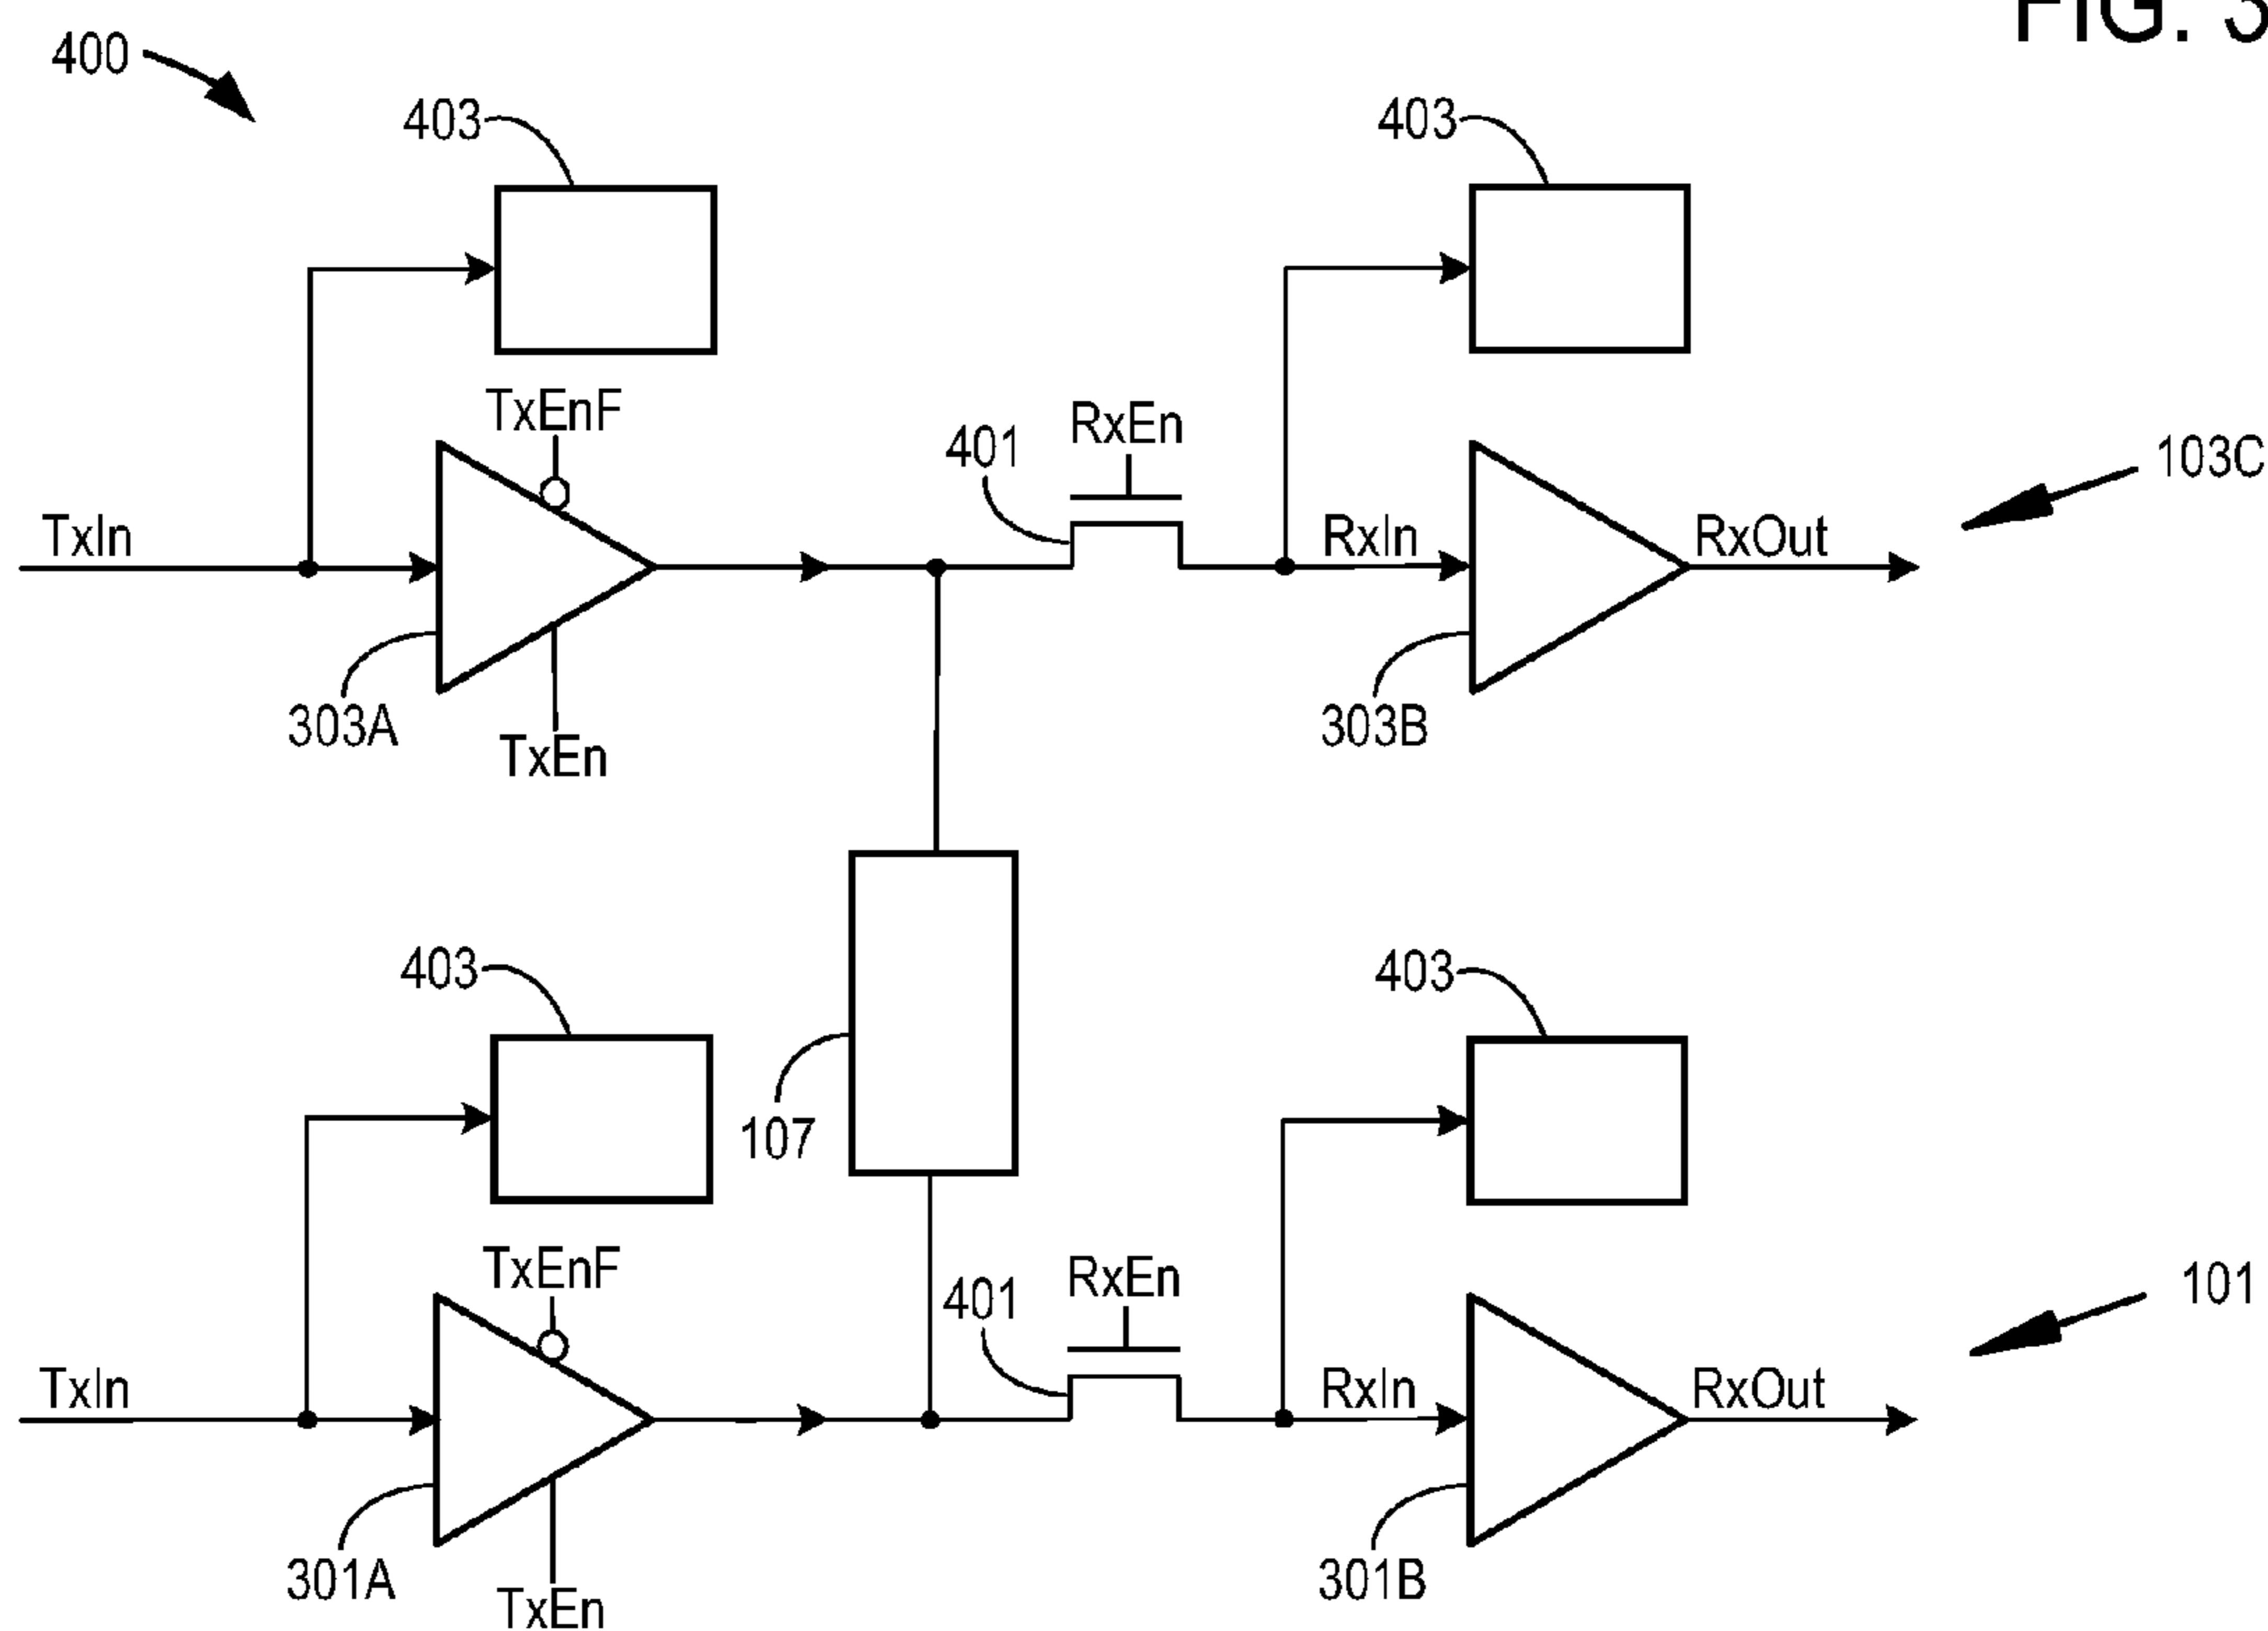 FIG. 3
400
403
403
TxEnF
RxEn
401
103C
TxIn
RxIn
RxOut
303A
303B
TxEn
403
403
107
TxEnF
RxEn
401
101
TxIn
RxIn
RxOut
301A
301B
TxEn